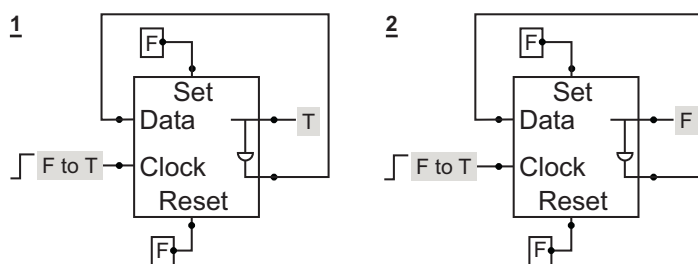 1
F
Set
Data
T
F to T
Clock
Reset
F
2
F
Set
Data
F
F to T
Clock
Reset
F